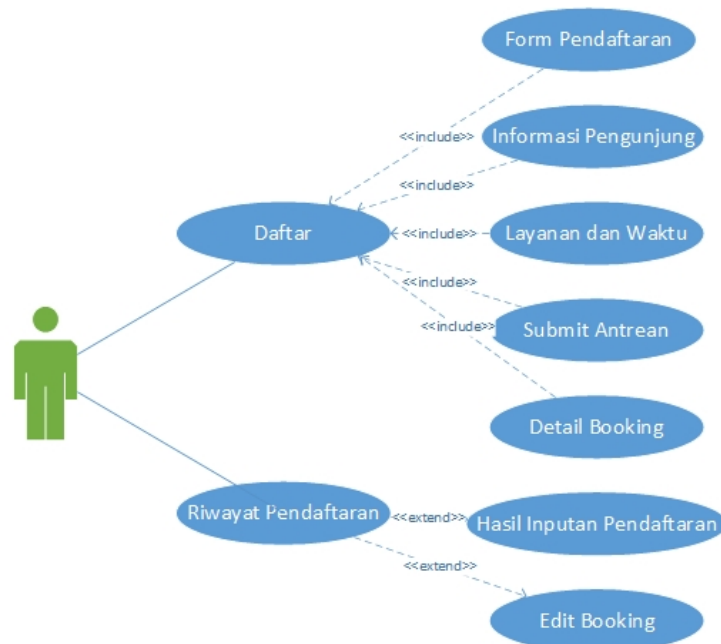 Form Pendaftaran
<<include>>
Informasi Pengunjung
<<include>>
Daftar
<<include>>
Layanan dan Waktu
<<include>>
<<include>>
Submit Antrean
Detail Booking
Riwayat Pendaftaran
<<extend>>
Hasil Inputan Pendaftaran
<<extend>>
Edit Booking